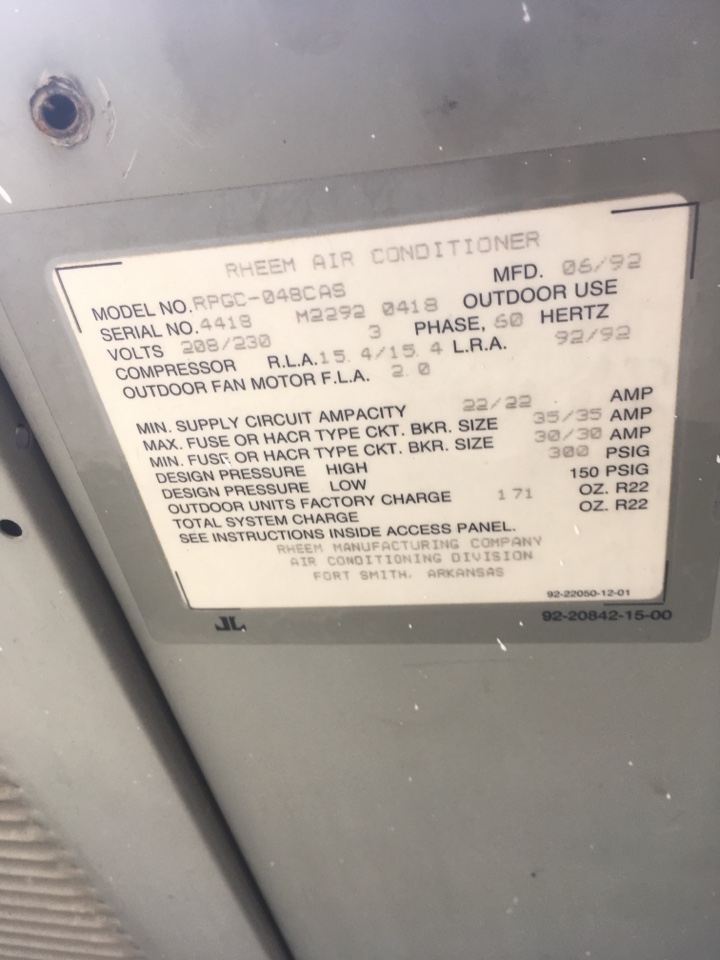 RHEEM AIR CONDITIONER
MFD. 06/92
MODEL NO. RPGC-048CAS
SERIAL NO. 4418 M2292 0418 OUTDOOR USE
VOLTS 208/230 3 PHASE, 60 HERTZ
COMPRESSOR R.L.A. 15.4/15.4 L.R.A. 92/92
OUTDOOR FAN MOTOR F.L.A. 2.0
MIN. SUPPLY CIRCUIT AMPACITY 22/22 AMP
MAX. FUSE OR HACR TYPE CKT. BKR. SIZE 35/35 AMP
MIN. FUSE OR HACR TYPE CKT. BKR. SIZE 30/30 AMP
DESIGN PRESSURE HIGH 300 PSIG
DESIGN PRESSURE LOW 150 PSIG
OUTDOOR UNITS FACTORY CHARGE 171 OZ. R22
TOTAL SYSTEM CHARGE OZ. R22
SEE INSTRUCTIONS INSIDE ACCESS PANEL.
RHEEM MANUFACTURING COMPANY
AIR CONDITIONING DIVISION
FORT SMITH, ARKANSAS
92-22050-12-01
92-20842-15-00